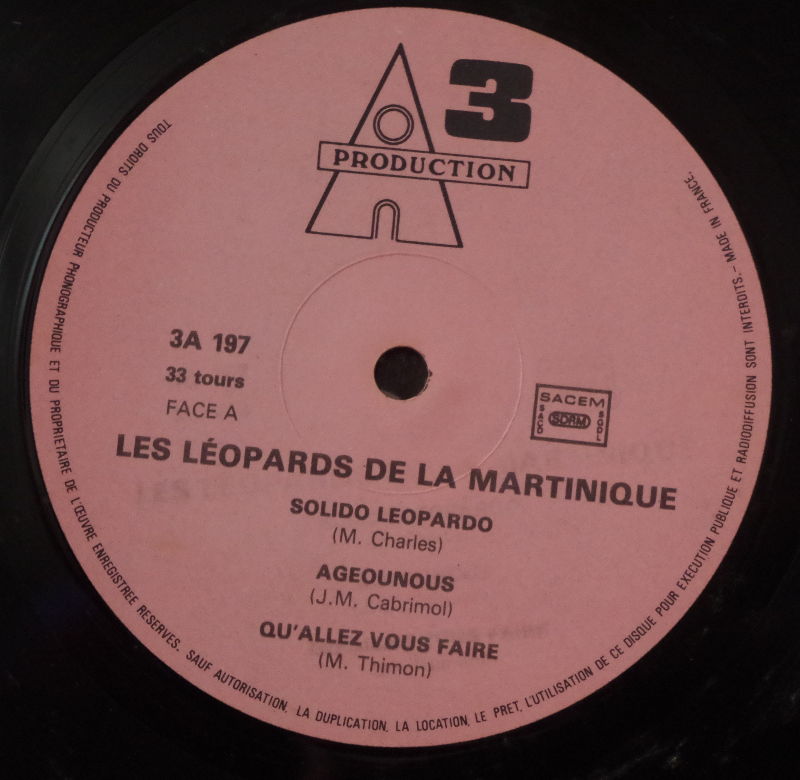 3
PRODUCTION
3A 197
33 tours
FACE A
SACEM
SACD
SDRM
SGDL
LES LÉOPARDS DE LA MARTINIQUE
SOLIDO LEOPARDO
(M. Charles)
AGEOUNOUS
(J.M. Cabrimol)
QU'ALLEZ VOUS FAIRE
(M. Thimon)
TOUS DROITS DU PRODUCTEUR PHONOGRAPHIQUE ET DU PROPRIETAIRE DE L'ŒUVRE ENREGISTREE RESERVES. SAUF AUTORISATION, LA DUPLICATION, LA LOCATION, LE PRET, L'UTILISATION DE CE DISQUE POUR EXECUTION PUBLIQUE ET RADIODIFFUSION SONT INTERDITS. - MADE IN FRANCE.